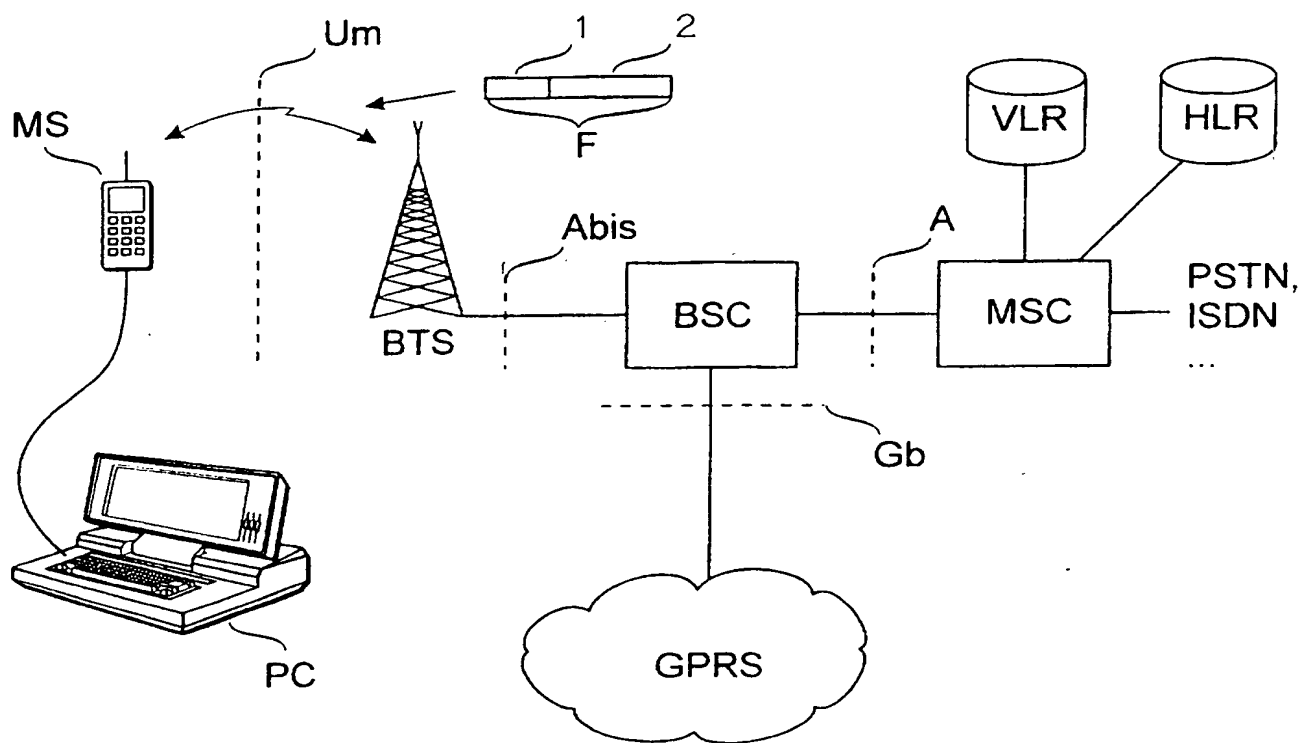 Um
1
2
F
MS
VLR
HLR
Abis
A
BTS
BSC
MSC
PSTN,
ISDN
...
Gb
PC
GPRS